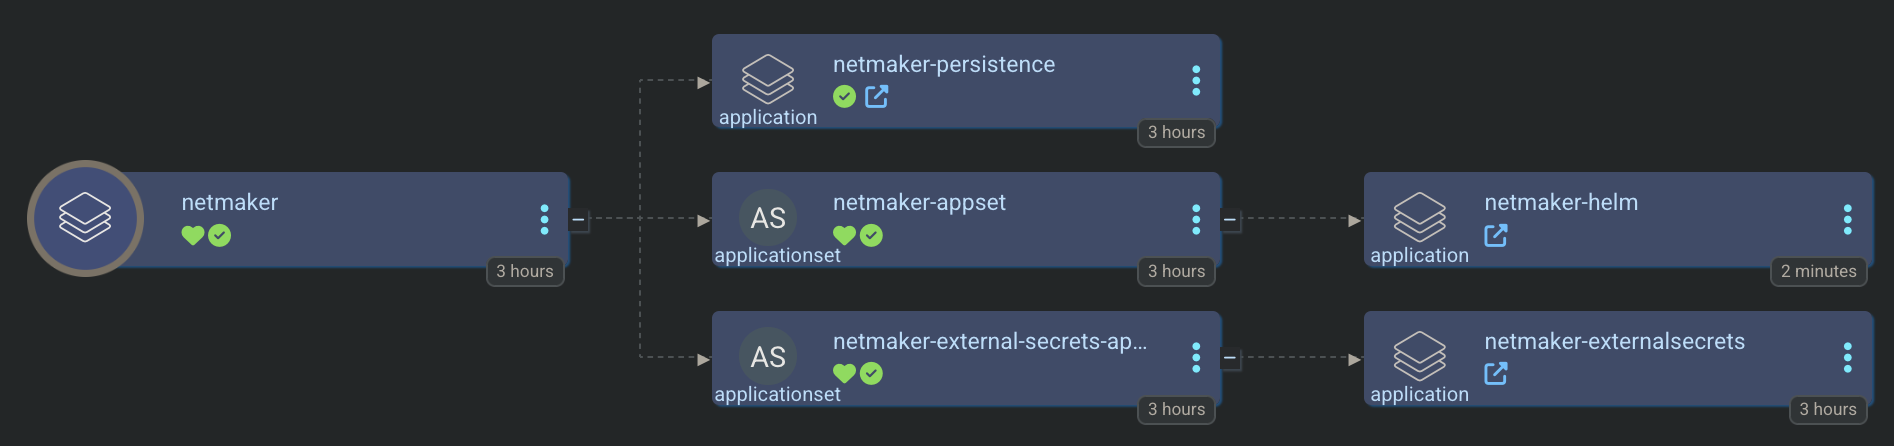 netmaker
3 hours
netmaker-persistence
application
3 hours
AS
netmaker-appset
applicationset
3 hours
AS
netmaker-external-secrets-ap...
applicationset
3 hours
netmaker-helm
application
2 minutes
netmaker-externalsecrets
application
3 hours